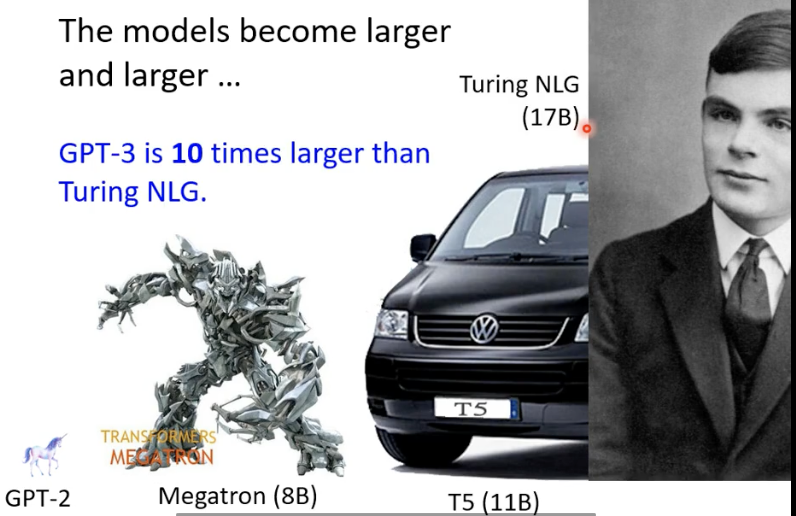 The models become larger
and larger ...
Turing NLG
(17B)
GPT-3 is 10 times larger than
Turing NLG.
TRANSFORMERS
MEGATRON
T5
GPT-2
Megatron (8B)
T5 (11B)